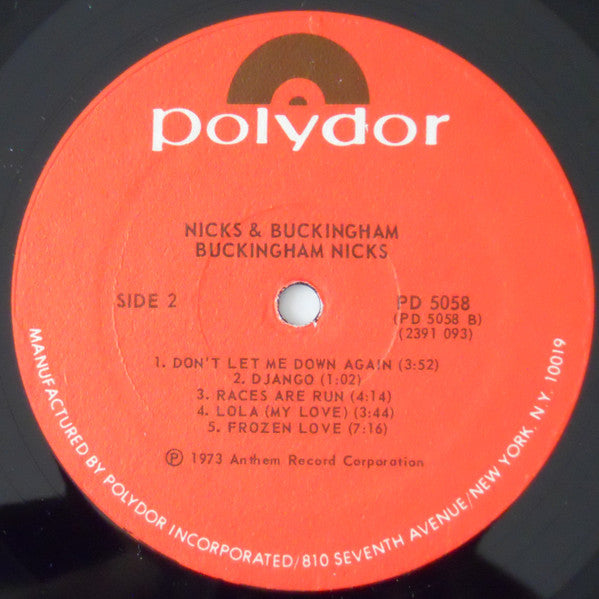 polydor
NICKS & BUCKINGHAM
BUCKINGHAM NICKS
SIDE 2
PD 5058
(PD 5058 B)
(2391 093)
1. DON'T LET ME DOWN AGAIN (3:52)
2. DJANGO (1:02)
3. RACES ARE RUN (4:14)
4. LOLA (MY LOVE) (3:44)
5. FROZEN LOVE (7:16)
Ⓟ 1973 Anthem Record Corporation
MANUFACTURED BY POLYDOR INCORPORATED/810 SEVENTH AVENUE/NEW YORK, N.Y. 10019